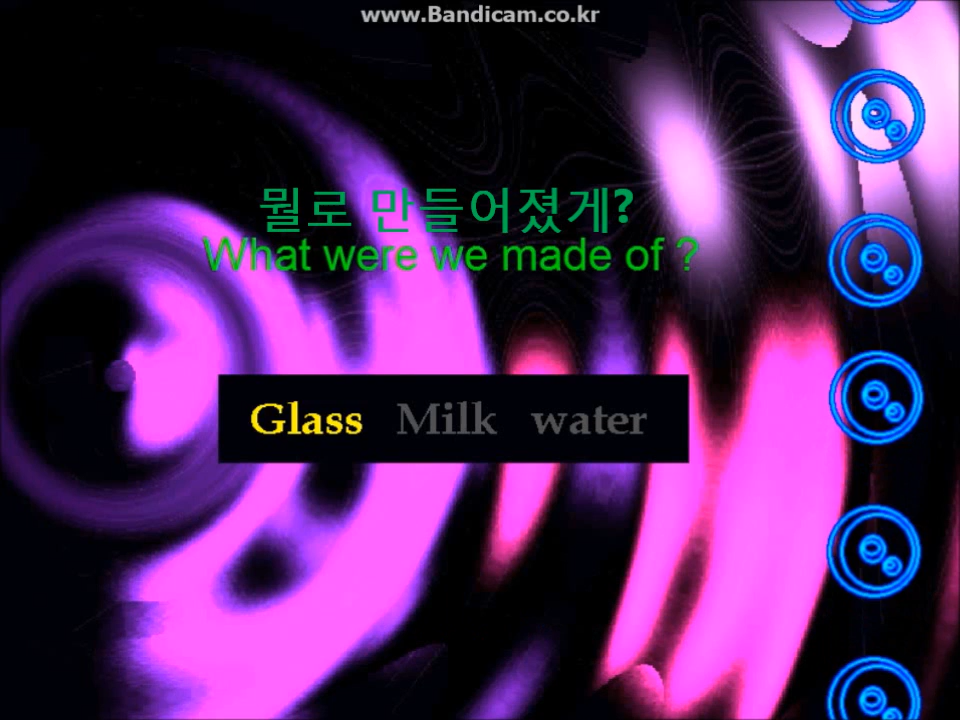 www.Bandicam.co.kr
뭘로 만들어졌게?
What were we made of ?
Glass Milk water